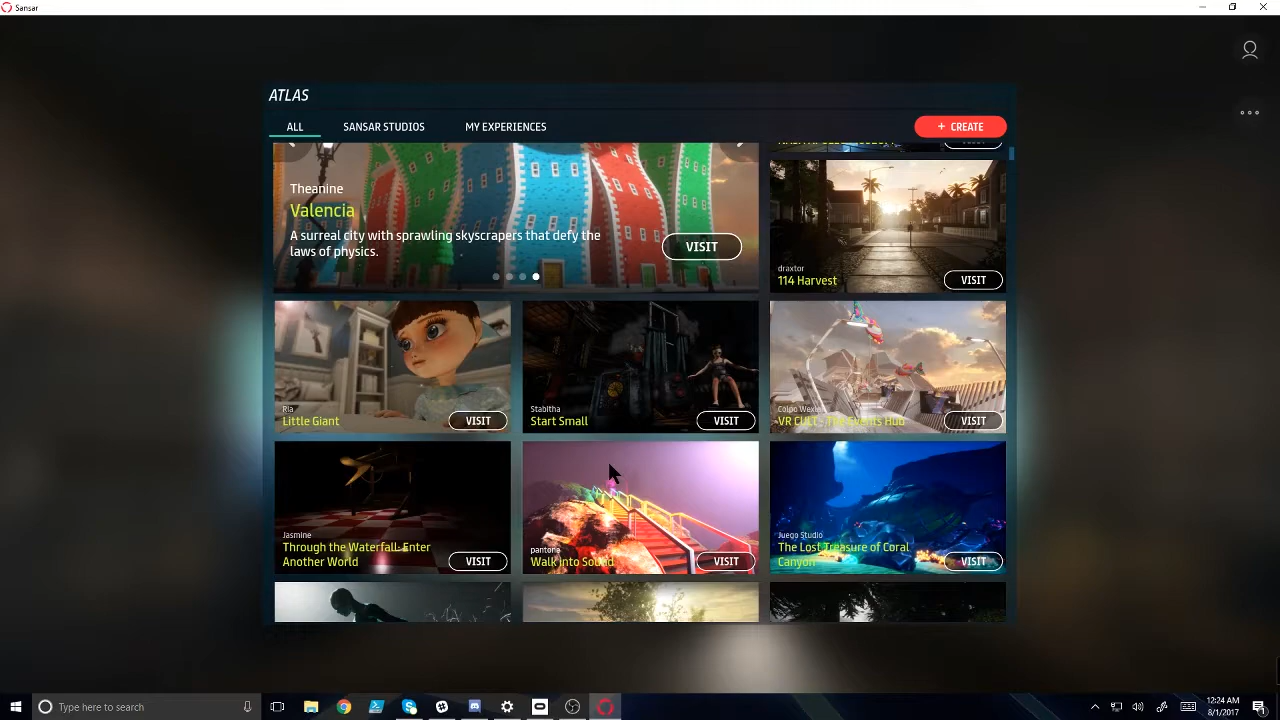 Sansar
ATLAS
ALL
SANSAR STUDIOS
MY EXPERIENCES
+ CREATE
Theanine
Valencia
A surreal city with sprawling skyscrapers that defy the
laws of physics.
VISIT
draxtor
114 Harvest
VISIT
Ria
Little Giant
VISIT
Stabitha
Start Small
VISIT
VR CULT - The Events Hub
VISIT
Jasmine
Through the Waterfall- Enter
Another World
VISIT
pantone
Walk into Sound
VISIT
Juego Studio
The Lost Treasure of Coral
Canyon
VISIT
Type here to search
12:24 AM
8/1/2017